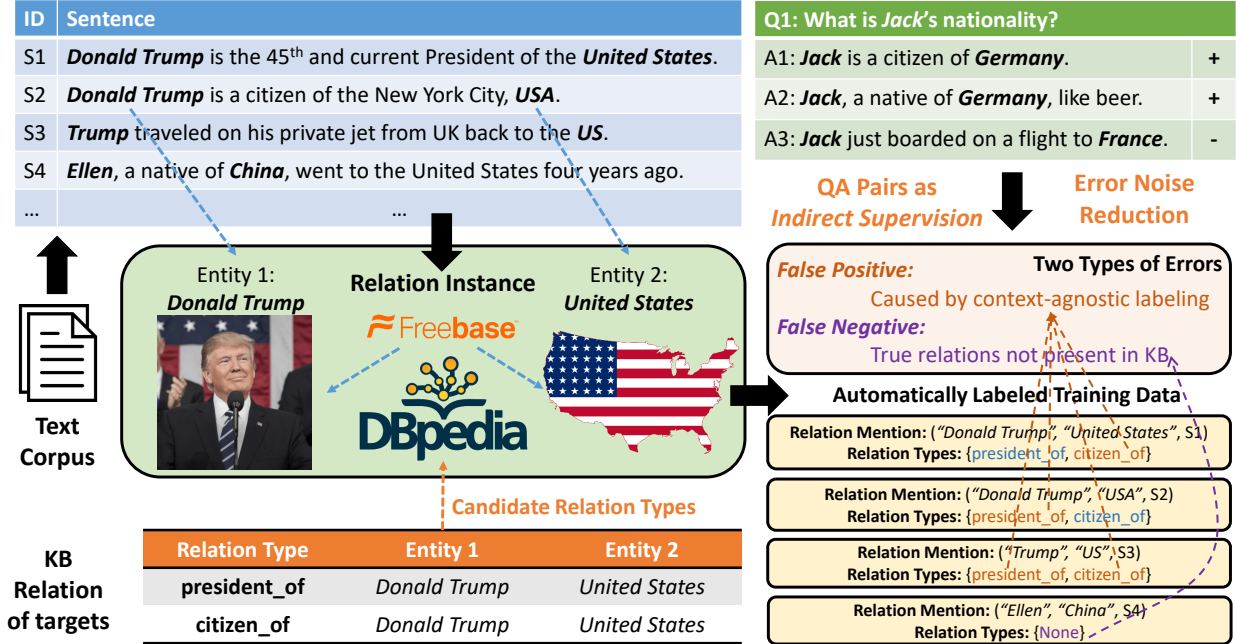 ID Sentence
S1 Donald Trump is the 45th and current President of the United States.
S2 Donald Trump is a citizen of the New York City, USA.
S3 Trump traveled on his private jet from UK back to the US.
S4 Ellen, a native of China, went to the United States four years ago.
... ...
Text
Corpus
Entity 1:
Donald Trump
Relation Instance
Entity 2:
United States
Freebase
DBpedia
Candidate Relation Types
KB
Relation
of targets
Relation Type Entity 1 Entity 2
president_of Donald Trump United States
citizen_of Donald Trump United States
Q1: What is Jack's nationality?
A1: Jack is a citizen of Germany. +
A2: Jack, a native of Germany, like beer. +
A3: Jack just boarded on a flight to France. -
QA Pairs as
Indirect Supervision
Error Noise
Reduction
Two Types of Errors
False Positive:
Caused by context-agnostic labeling
False Negative:
True relations not present in KB
Automatically Labeled Training Data
Relation Mention: (“Donald Trump”, “United States”, S1)
Relation Types: {president_of, citizen_of}
Relation Mention: (“Donald Trump”, “USA”, S2)
Relation Types: {president_of, citizen_of}
Relation Mention: (“Trump”, “US”, S3)
Relation Types: {president_of, citizen_of}
Relation Mention: (“Ellen”, “China”, S4)
Relation Types: {None}